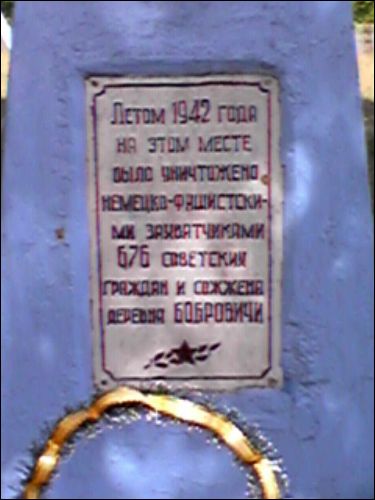 Летом 1942 года
на этом месте
было уничтожено
немецко-фашистски-
ми захватчиками
676 советских
граждан и сожжена
деревня БОБРОВИЧИ